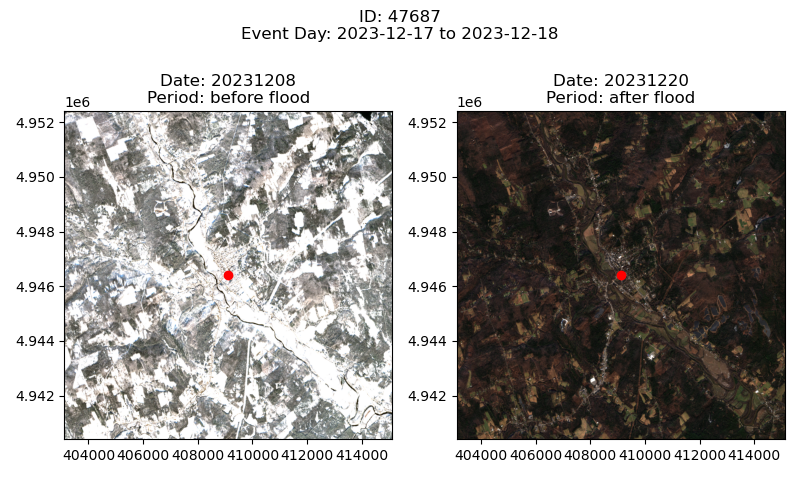 ID: 47687
Event Day: 2023-12-17 to 2023-12-18
Date: 20231208
Period: before flood
1e6
4.952
4.950
4.948
4.946
4.944
4.942
404000 406000 408000 410000 412000 414000
Date: 20231220
Period: after flood
1e6
4.952
4.950
4.948
4.946
4.944
4.942
404000 406000 408000 410000 412000 414000